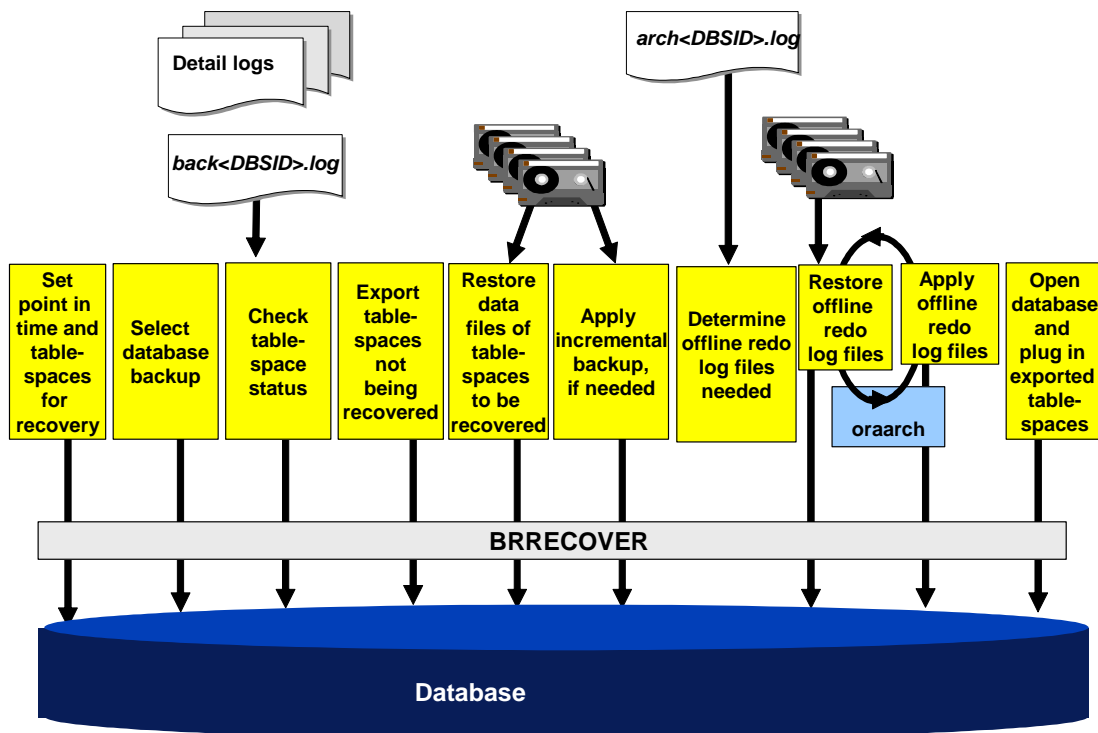 Detail logs
back<DBSID>.log
arch<DBSID>.log
Set
point in
time and
table-
spaces
for
recovery
Select
database
backup
Check
table-
space
status
Export
table-
spaces
not
being
recovered
Restore
data
files of
table-
spaces
to be
recovered
Apply
incremental
backup,
if needed
Determine
offline redo
log files
needed
Restore
offline
redo
log files
Apply
offline
redo
log files
oraarch
Open
database
and
plug in
exported
table-
spaces
BRRECOVER
Database